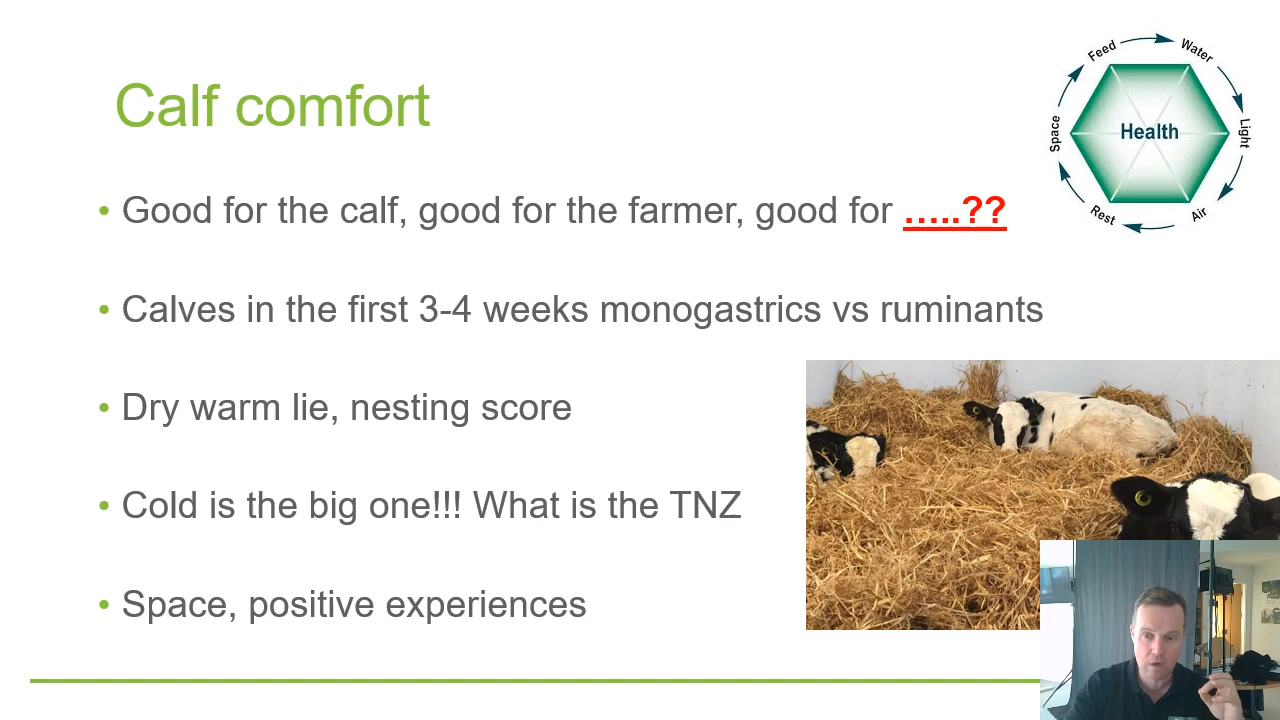 Calf comfort
• Good for the calf, good for the farmer, good for …..??
• Calves in the first 3-4 weeks monogastrics vs ruminants
• Dry warm lie, nesting score
• Cold is the big one!!! What is the TNZ
• Space, positive experiences
Feed
Water
Light
Air
Rest
Space
Health